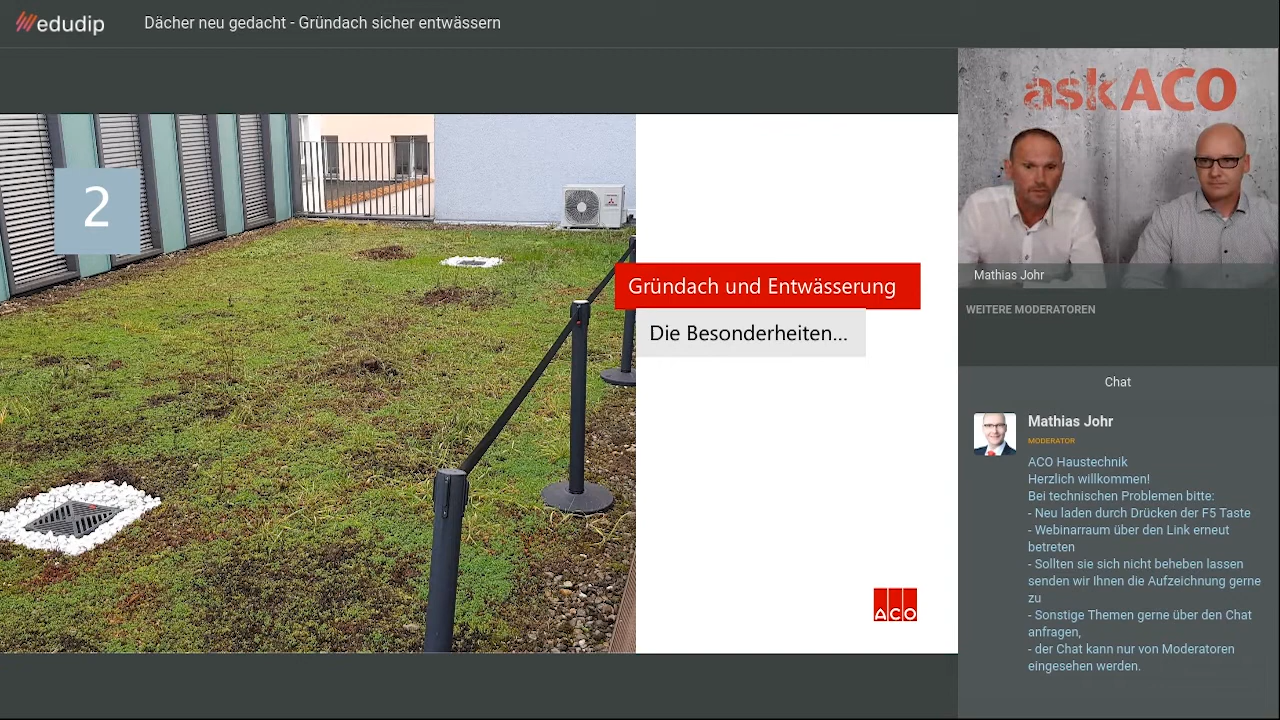 edudip
Dächer neu gedacht - Gründach sicher entwässern
2
Gründach und Entwässerung
Die Besonderheiten...
ACO
askACO
Mathias Johr
WEITERE MODERATOREN
Chat
Mathias Johr
MODERATOR
ACO Haustechnik
Herzlich willkommen!
Bei technischen Problemen bitte:
- Neu laden durch Drücken der F5 Taste
- Webinarraum über den Link erneut
betreten
- Sollten sie sich nicht beheben lassen
senden wir Ihnen die Aufzeichnung gerne
zu
- Sonstige Themen gerne über den Chat
anfragen,
- der Chat kann nur von Moderatoren
eingesehen werden.